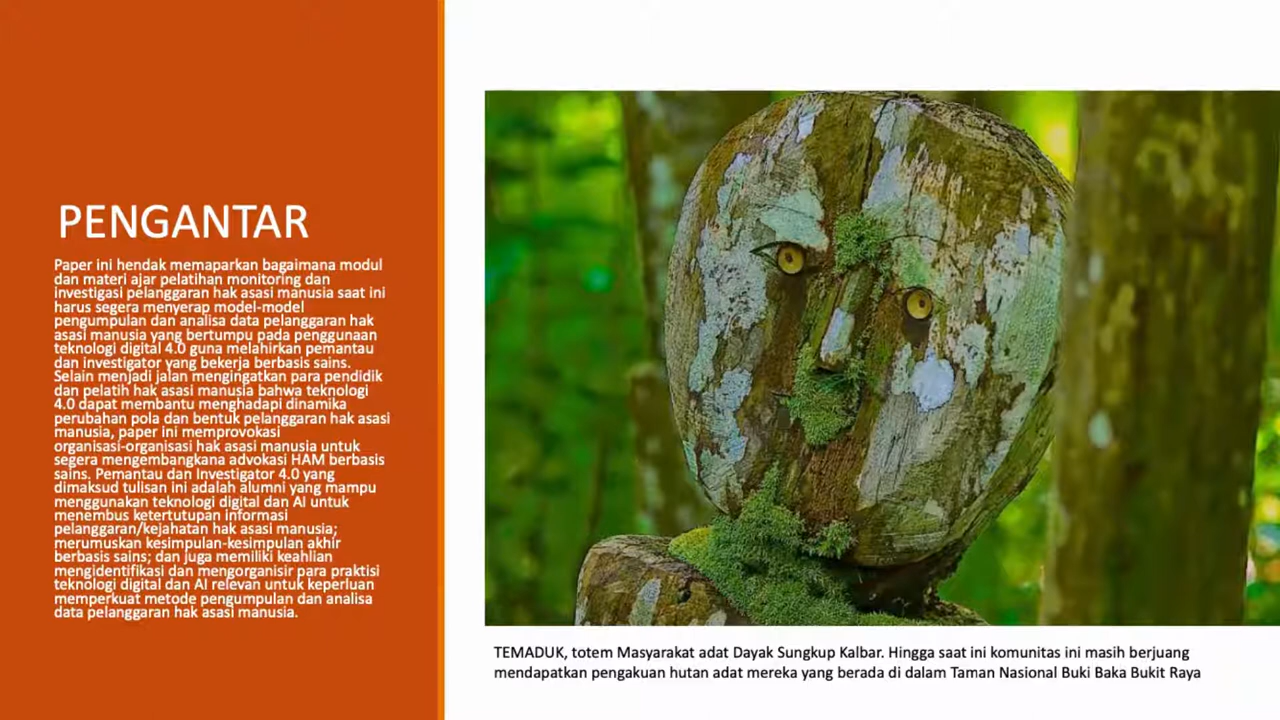 PENGANTAR
Paper ini hendak memaparkan bagaimana modul
dan materi ajar pelatihan monitoring dan
investigasi pelanggaran hak asasi manusia saat ini
harus segera menyerap model-model
pengumpulan dan analisa data pelanggaran hak
asasi manusia yang bertumpu pada penggunaan
teknologi digital 4.0 guna melahirkan pemantau
dan investigator yang bekerja berbasis sains.
Selain menjadi jalan mengingatkan para pendidik
dan pelatih hak asasi manusia bahwa teknologi
4.0 dapat membantu menghadapi dinamika
perubahan pola dan bentuk pelanggaran hak asasi
manusia, paper ini memprovokasi
organisasi-organisasi hak asasi manusia untuk
segera mengembangkana advokasi HAM berbasis
sains. Pemantau dan Investigator 4.0 yang
dimaksud tulisan ini adalah alumni yang mampu
menggunakan teknologi digital dan AI untuk
menembus ketertutupan informasi
pelanggaran/kejahatan hak asasi manusia;
merumuskan kesimpulan-kesimpulan akhir
berbasis sains; dan juga memiliki keahlian
mengidentifikasi dan mengorganisir para praktisi
teknologi digital dan AI relevan untuk keperluan
memperkuat metode pengumpulan dan analisa
data pelanggaran hak asasi manusia.
TEMADUK, totem Masyarakat adat Dayak Sungkup Kalbar. Hingga saat ini komunitas ini masih berjuang
mendapatkan pengakuan hutan adat mereka yang berada di dalam Taman Nasional Buki Baka Bukit Raya